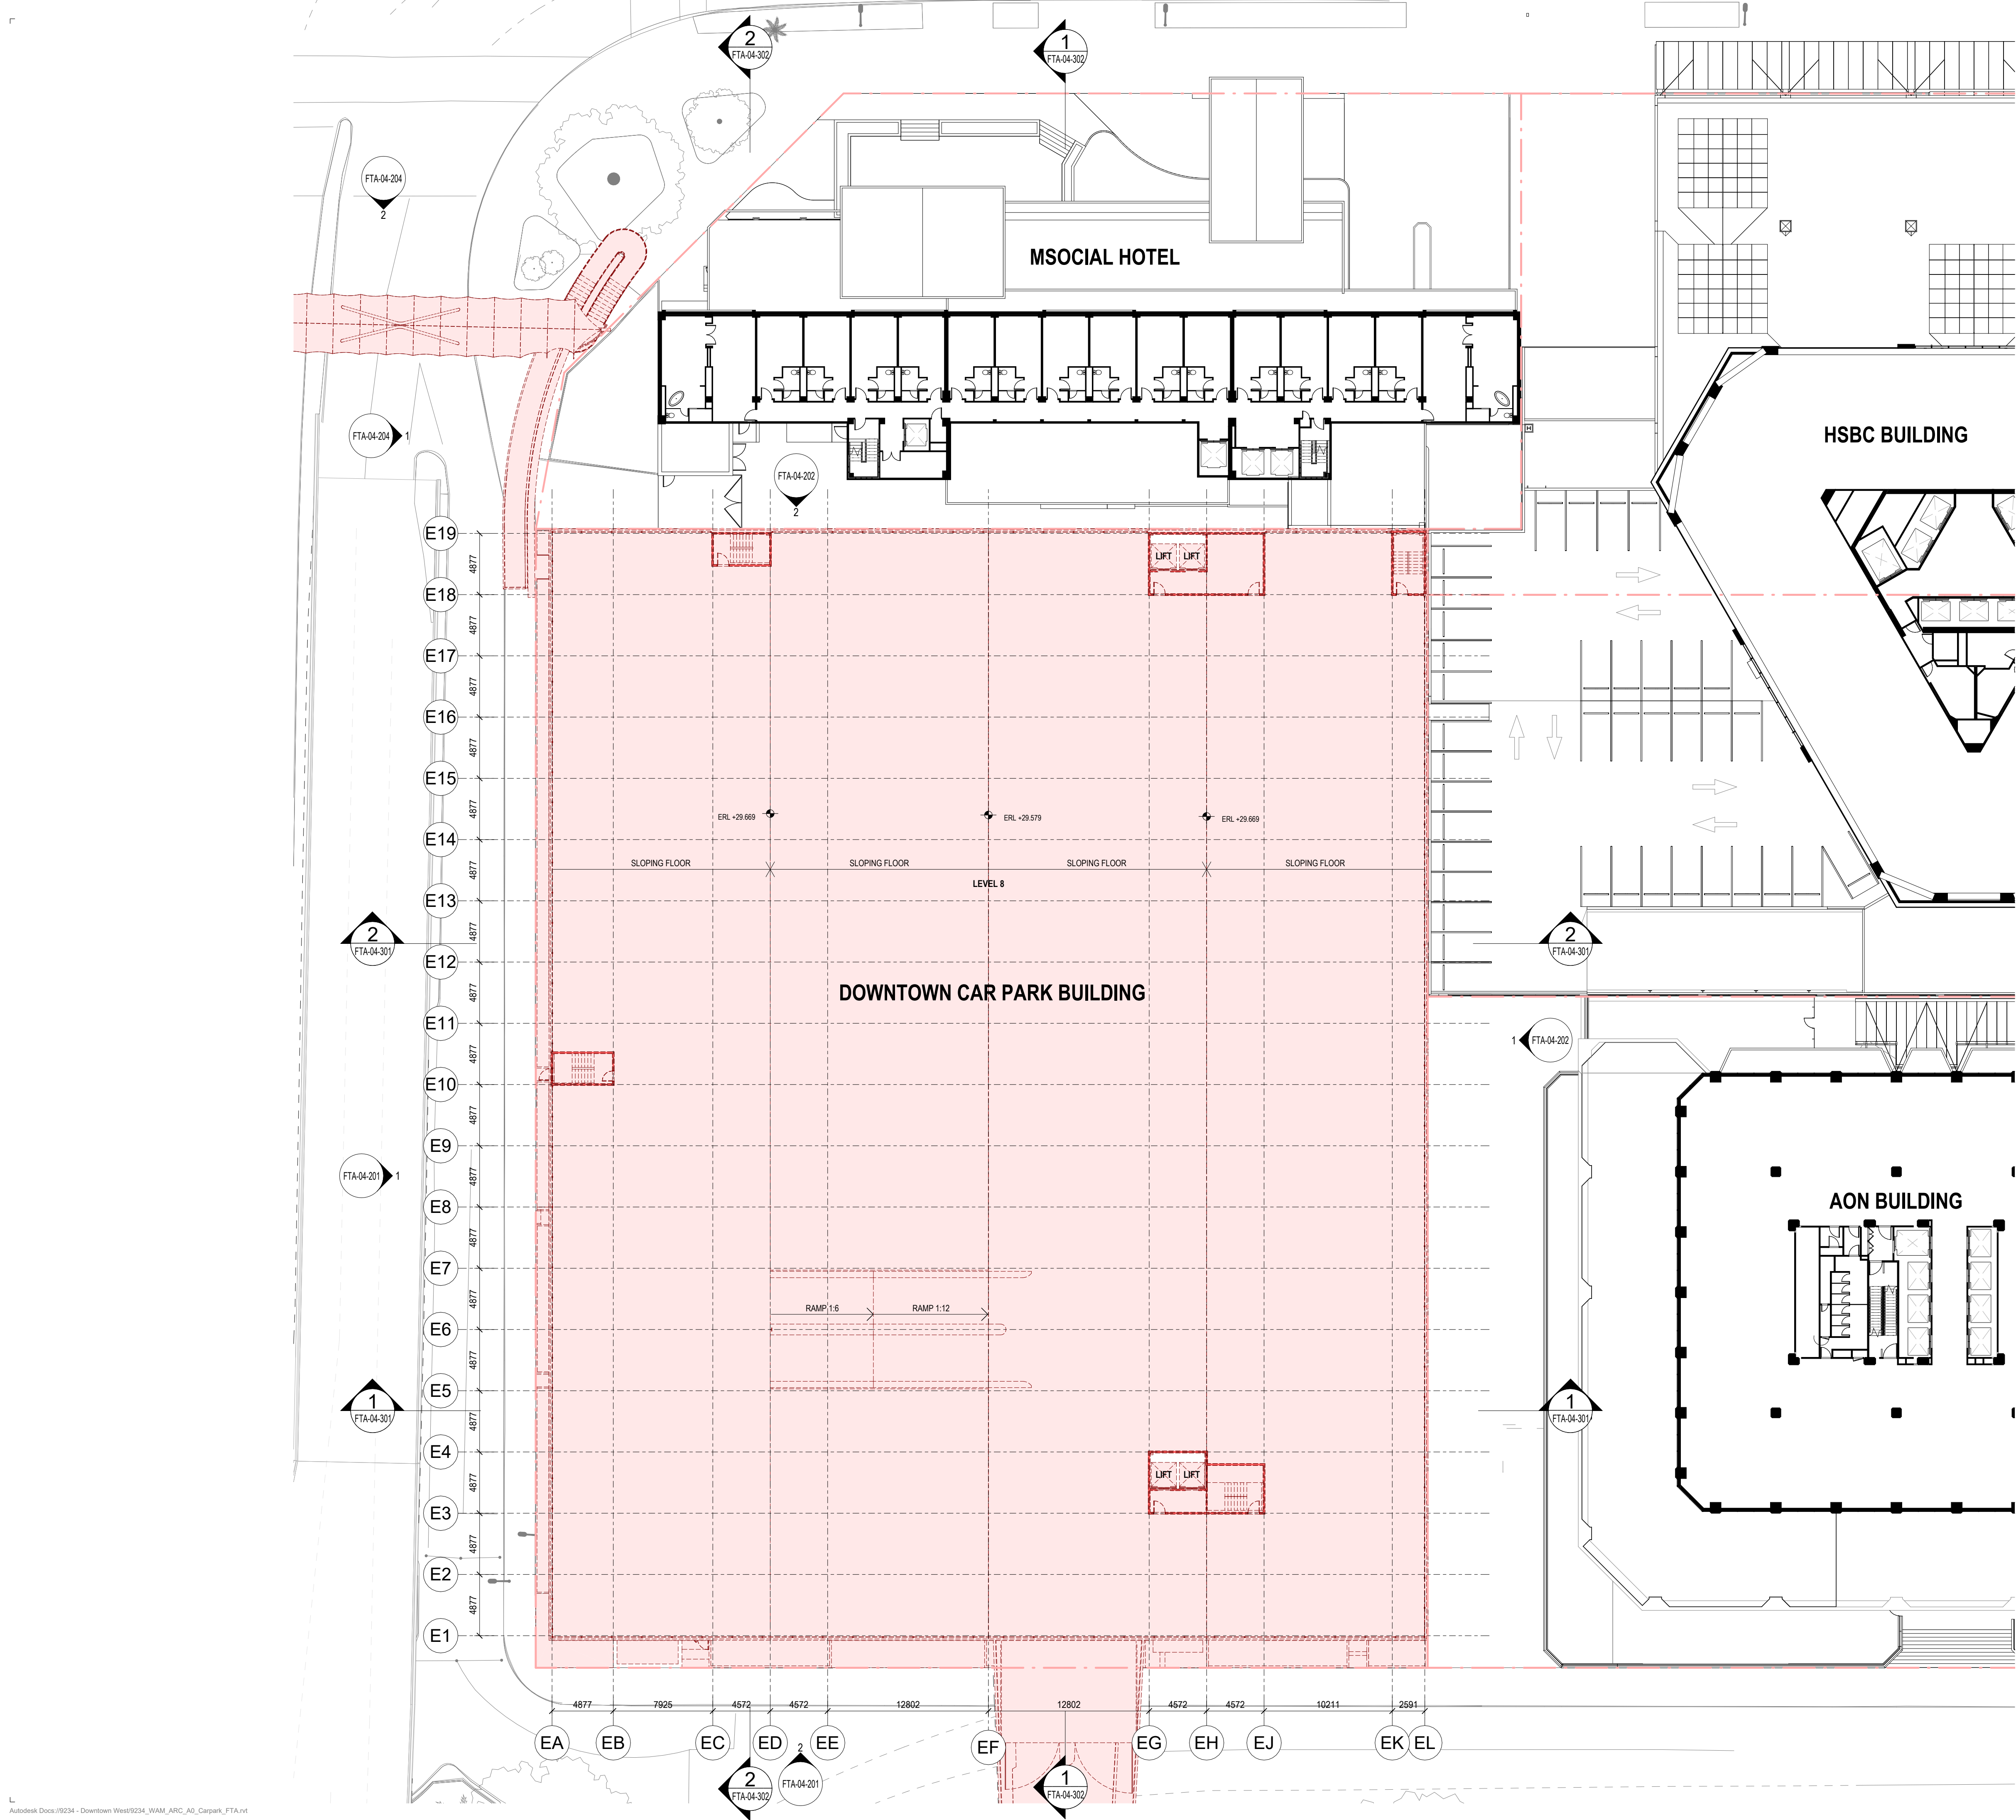 2
FTA-04-302
1
FTA-04-302
FTA-04-204
2
MSOCIAL HOTEL
FTA-04-204
1
HSBC BUILDING
FTA-04-202
2
E19
LIFT
LIFT
4877
E18
4877
E17
4877
E16
4877
E15
4877
ERL +29.669
ERL +29.579
ERL +29.669
E14
4877
SLOPING FLOOR
SLOPING FLOOR
SLOPING FLOOR
SLOPING FLOOR
LEVEL 8
E13
4877
2
FTA-04-301
2
FTA-04-301
E12
4877
DOWNTOWN CAR PARK BUILDING
E11
4877
1
FTA-04-202
E10
4877
E9
4877
FTA-04-201
1
AON BUILDING
E8
4877
E7
4877
RAMP 1:6
RAMP 1:12
E6
4877
E5
4877
1
FTA-04-301
1
FTA-04-301
E4
4877
LIFT
LIFT
E3
4877
E2
4877
E1
4877
7925
4572
4572
12802
12802
4572
4572
10211
2591
EA
EB
EC
ED
EE
EF
EG
EH
EJ
EK
EL
2
FTA-04-201
2
FTA-04-302
1
FTA-04-302
Autodesk Docs://9234 - Downtown West/9234_WAM_ARC_A0_Carpark_FTA.rvt